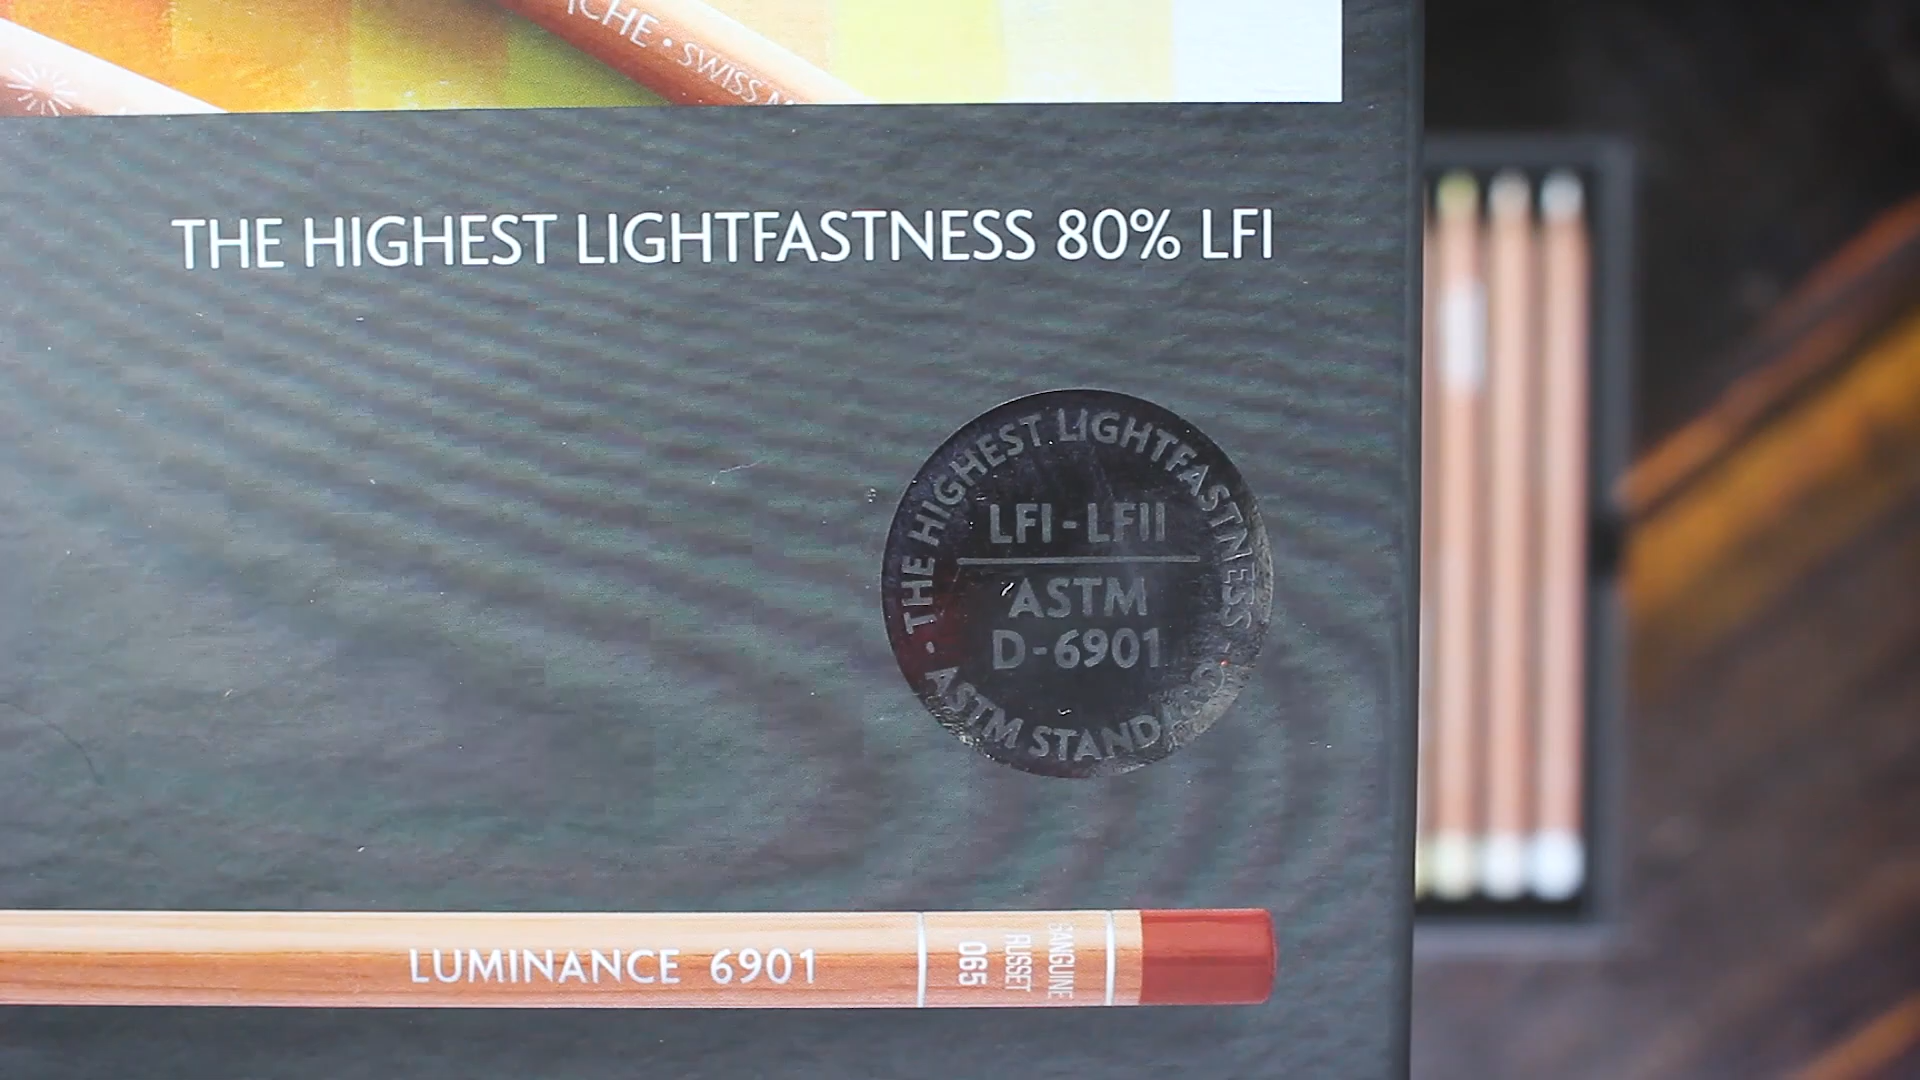 CHE • SWISS M
THE HIGHEST LIGHTFASTNESS 80% LFI
• THE HIGHEST LIGHTFASTNESS •
LFI-LFII
ASTM
D-6901
ASTM STANDARD
LUMINANCE 6901
SANGUINE
RUSSET
065